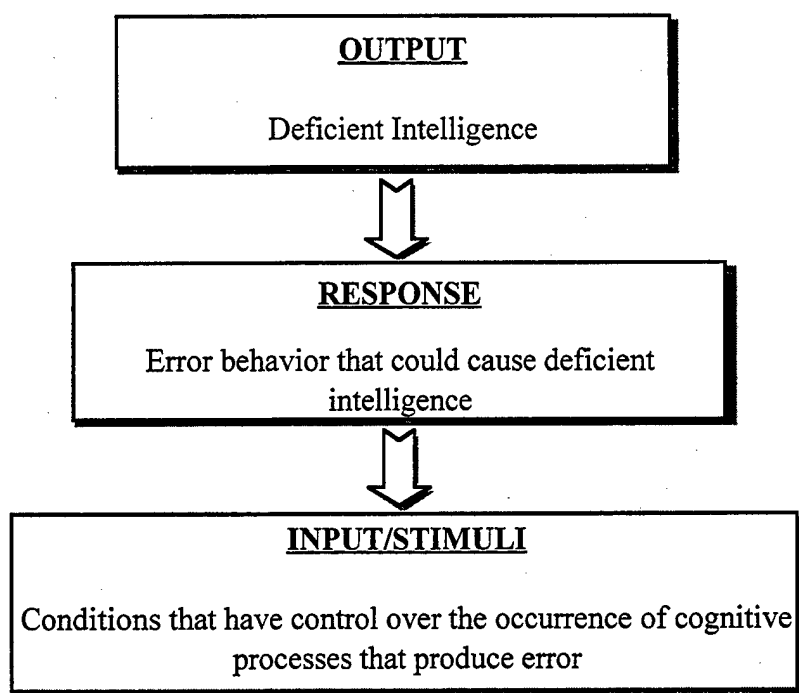 OUTPUT
Deficient Intelligence
RESPONSE
Error behavior that could cause deficient
intelligence
INPUT/STIMULI
Conditions that have control over the occurrence of cognitive
processes that produce error